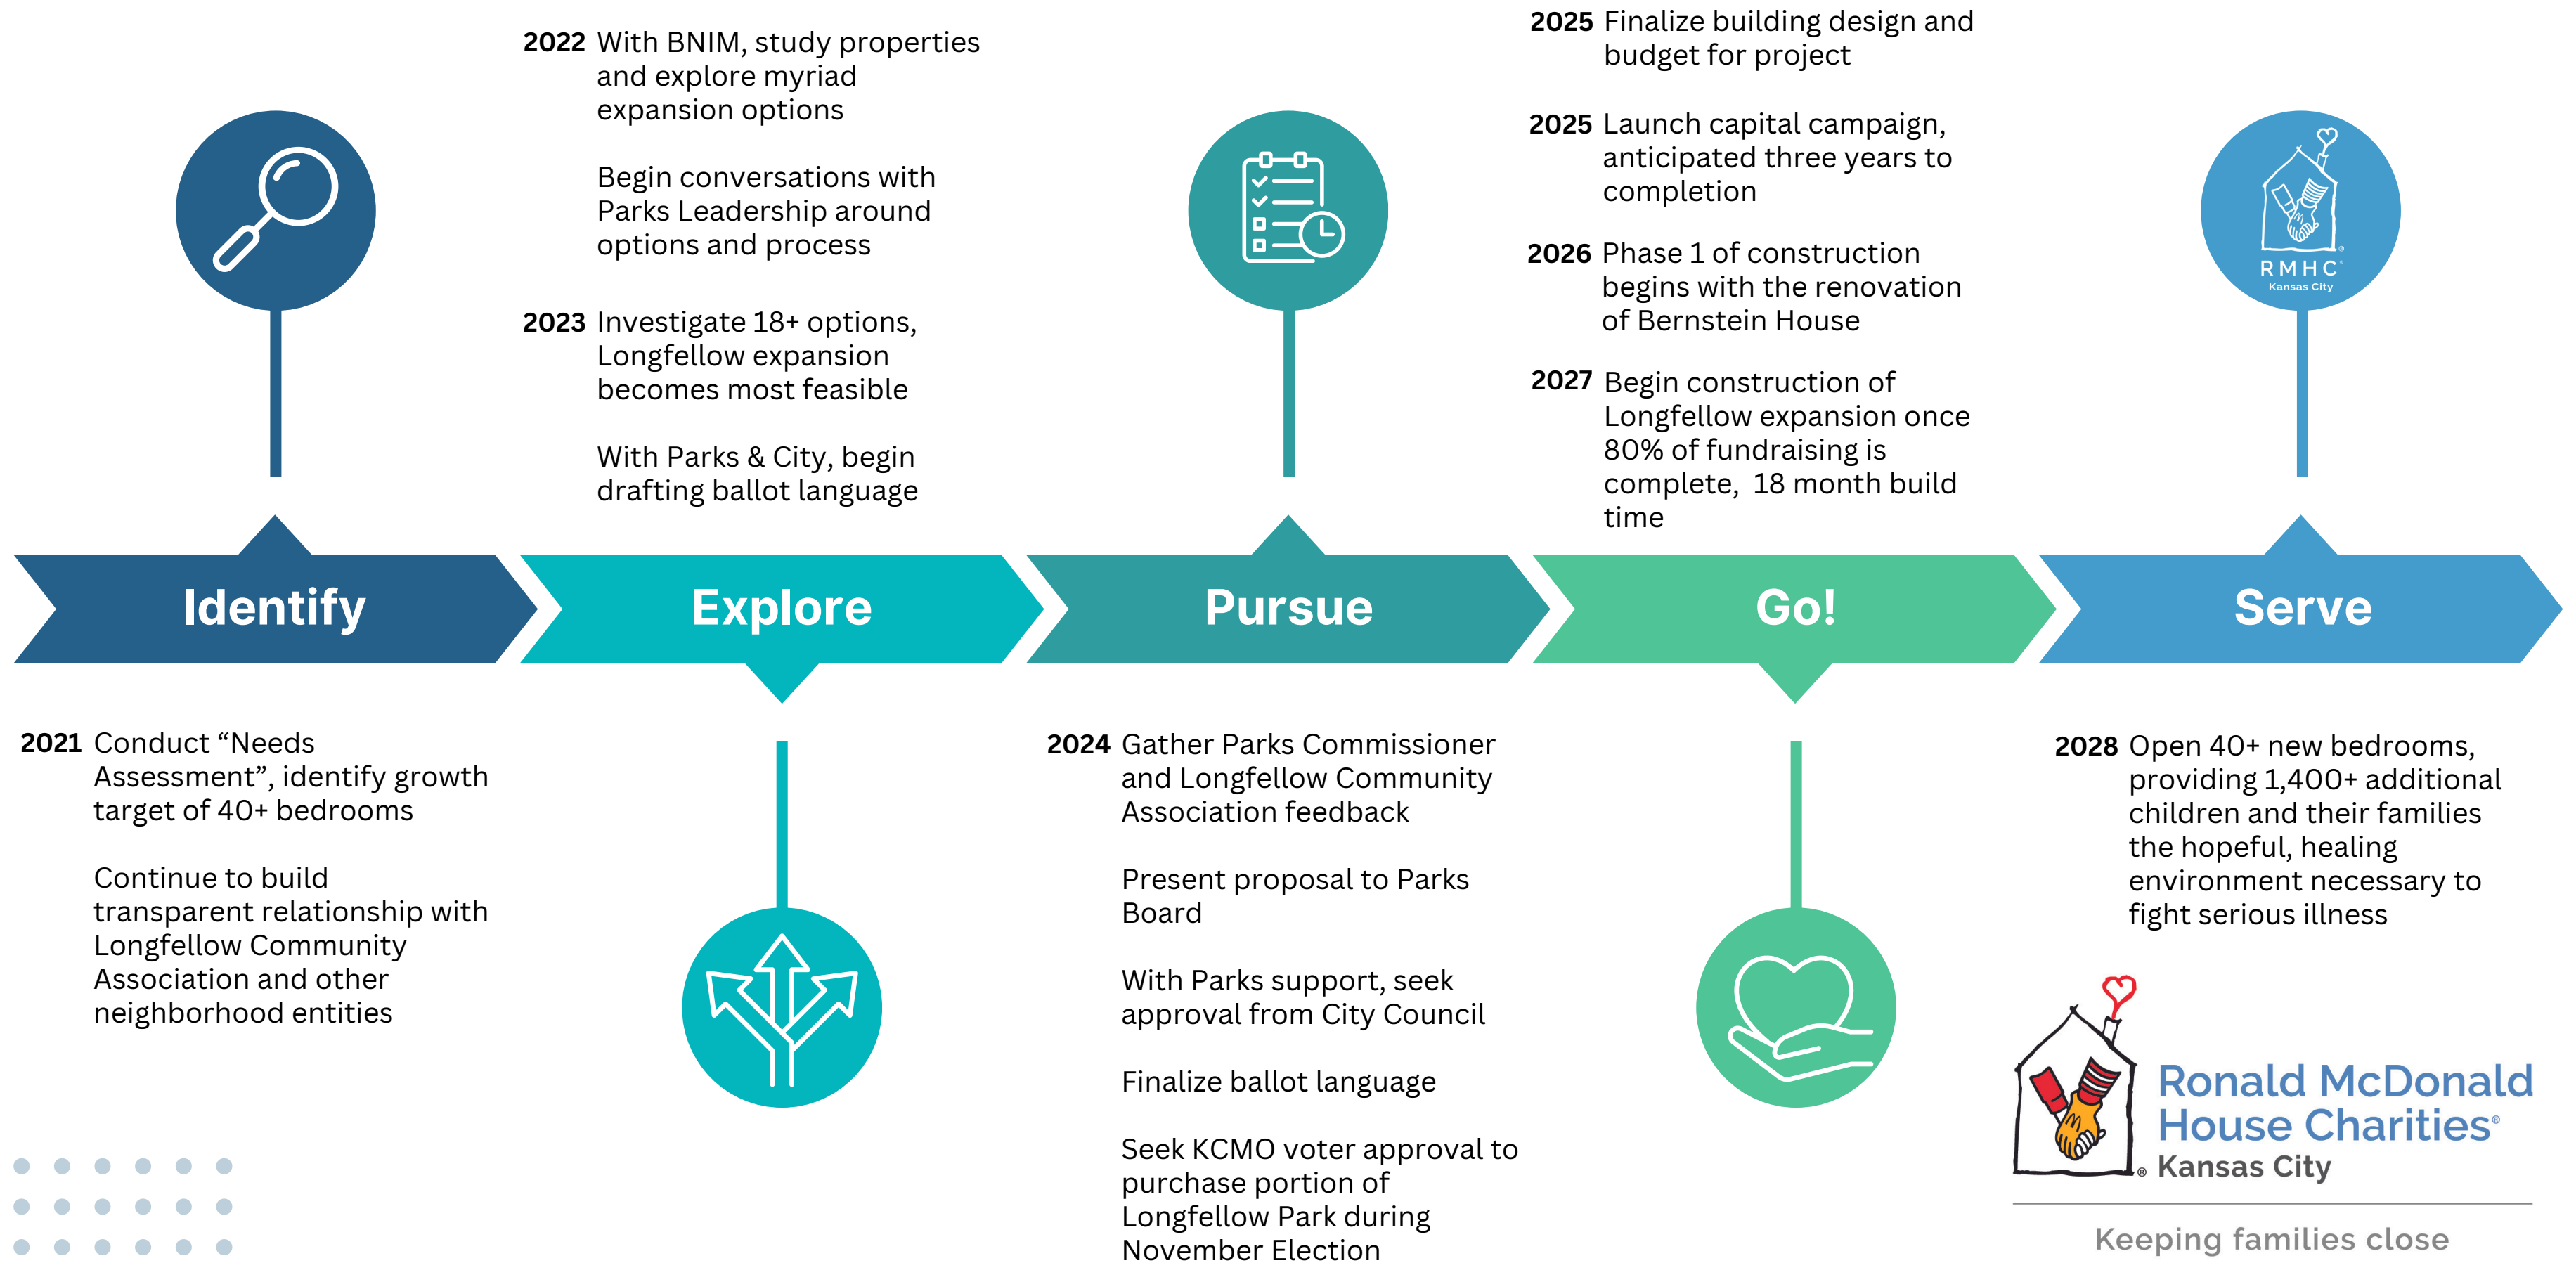 Identify
2021 Conduct “Needs
Assessment”, identify growth
target of 40+ bedrooms
Continue to build
transparent relationship with
Longfellow Community
Association and other
neighborhood entities
2022 With BNIM, study properties
and explore myriad
expansion options
Begin conversations with
Parks Leadership around
options and process
2023 Investigate 18+ options,
Longfellow expansion
becomes most feasible
With Parks & City, begin
drafting ballot language
Explore
Pursue
2024 Gather Parks Commissioner
and Longfellow Community
Association feedback
Present proposal to Parks
Board
With Parks support, seek
approval from City Council
Finalize ballot language
Seek KCMO voter approval to
purchase portion of
Longfellow Park during
November Election
2025 Finalize building design and
budget for project
2025 Launch capital campaign,
anticipated three years to
completion
2026 Phase 1 of construction
begins with the renovation
of Bernstein House
2027 Begin construction of
Longfellow expansion once
80% of fundraising is
complete,  18 month build
time
Go!
®
RMHC®
Kansas City
Serve
2028 Open 40+ new bedrooms,
providing 1,400+ additional
children and their families
the hopeful, healing
environment necessary to
fight serious illness
Ronald McDonald
House Charities®
® Kansas City
Keeping families close